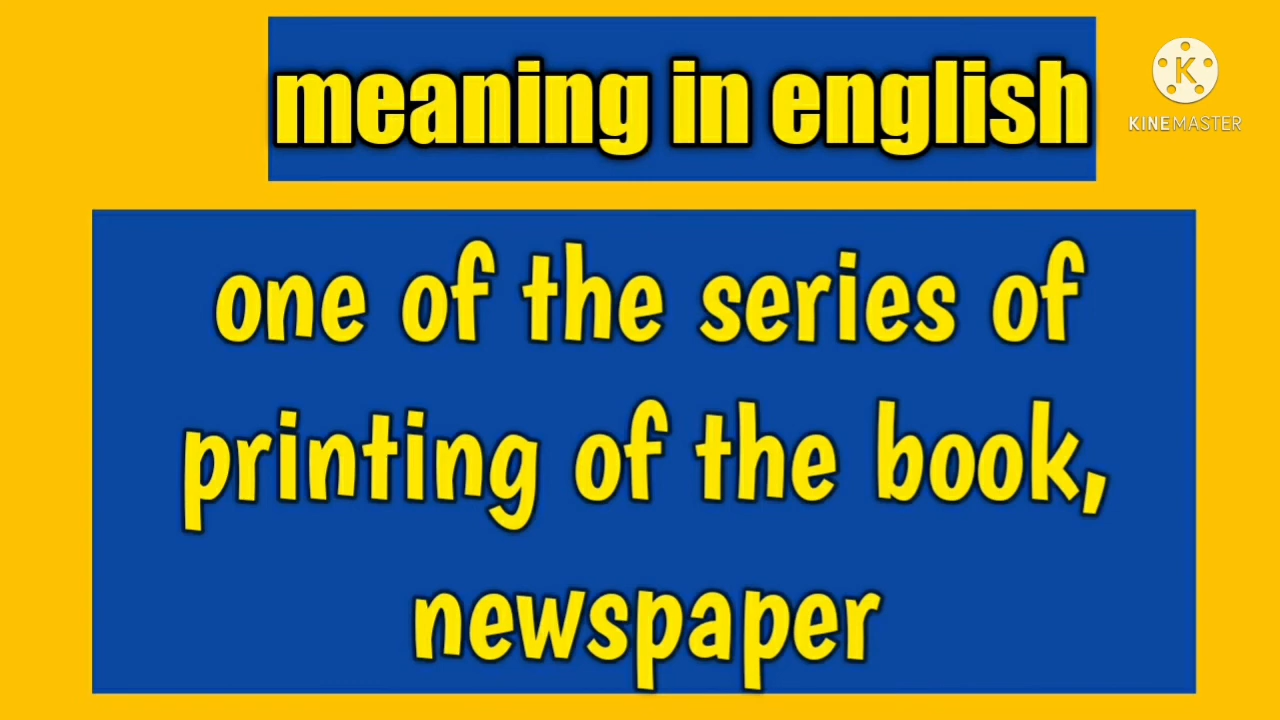 meaning in english
K
KINEMASTER
one of the series of
printing of the book,
newspaper